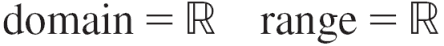 domain = ℝ range = ℝ